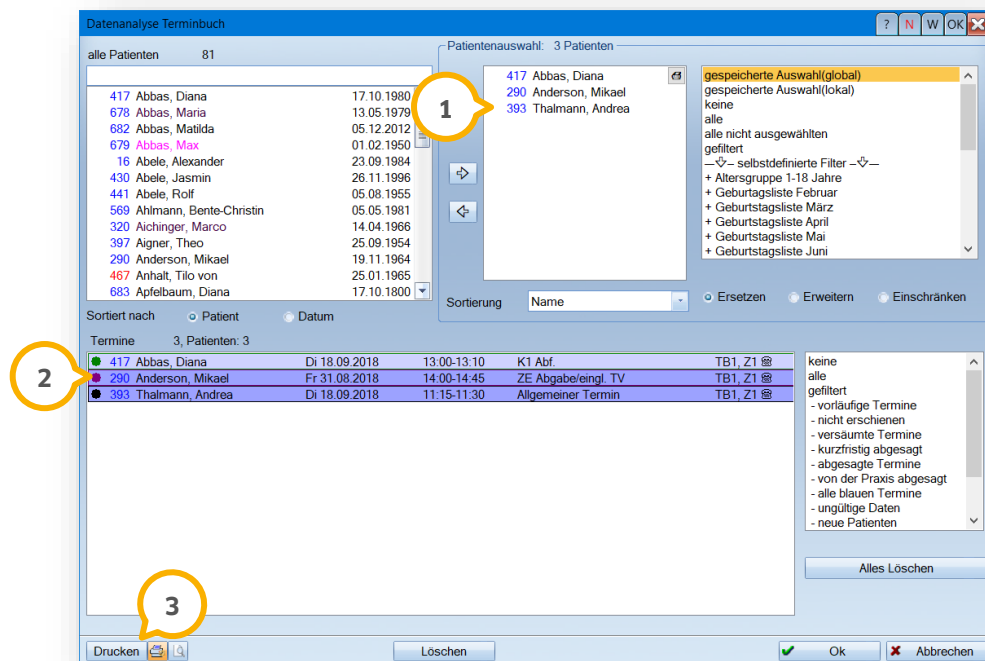 Datenanalyse Terminbuch
? N W OK
alle Patienten 81
417 Abbas, Diana 17.10.1980
678 Abbas, Maria 13.05.1979
682 Abbas, Matilda 05.12.2012
679 Abbas, Max 01.02.1950
16 Abele, Alexander 23.09.1984
430 Abele, Jasmin 26.11.1996
441 Abele, Rolf 05.08.1955
569 Ahlmann, Bente-Christin 05.05.1981
320 Aichinger, Marco 14.04.1966
397 Aigner, Theo 25.09.1954
290 Anderson, Mikael 19.11.1964
467 Anhalt, Tilo von 25.01.1965
683 Apfelbaum, Diana 17.10.1800
Sortiert nach Patient Datum
Patientenauswahl: 3 Patienten
417 Abbas, Diana
290 Anderson, Mikael
393 Thalmann, Andrea
1
gespeicherte Auswahl(global)
gespeicherte Auswahl(lokal)
keine
alle
alle nicht ausgewählten
gefiltert
– selbstdefinierte Filter –
+ Altersgruppe 1-18 Jahre
+ Geburtagsliste Februar
+ Geburtstagsliste März
+ Geburtstagsliste April
+ Geburtstagsliste Mai
+ Geburtstagsliste Juni
Sortierung Name
Ersetzen Erweitern Einschränken
Termine 3, Patienten: 3
417 Abbas, Diana Di 18.09.2018 13:00-13:10 K1 Abf. TB1, Z1
290 Anderson, Mikael Fr 31.08.2018 14:00-14:45 ZE Abgabe/eingl. TV TB1, Z1
393 Thalmann, Andrea Di 18.09.2018 11:15-11:30 Allgemeiner Termin TB1, Z1
2
keine
alle
gefiltert
- vorläufige Termine
- nicht erschienen
- versäumte Termine
- kurzfristig abgesagt
- abgesagte Termine
- von der Praxis abgesagt
- alle blauen Termine
- ungültige Daten
- neue Patienten
Alles Löschen
3
Drucken Löschen Ok Abbrechen